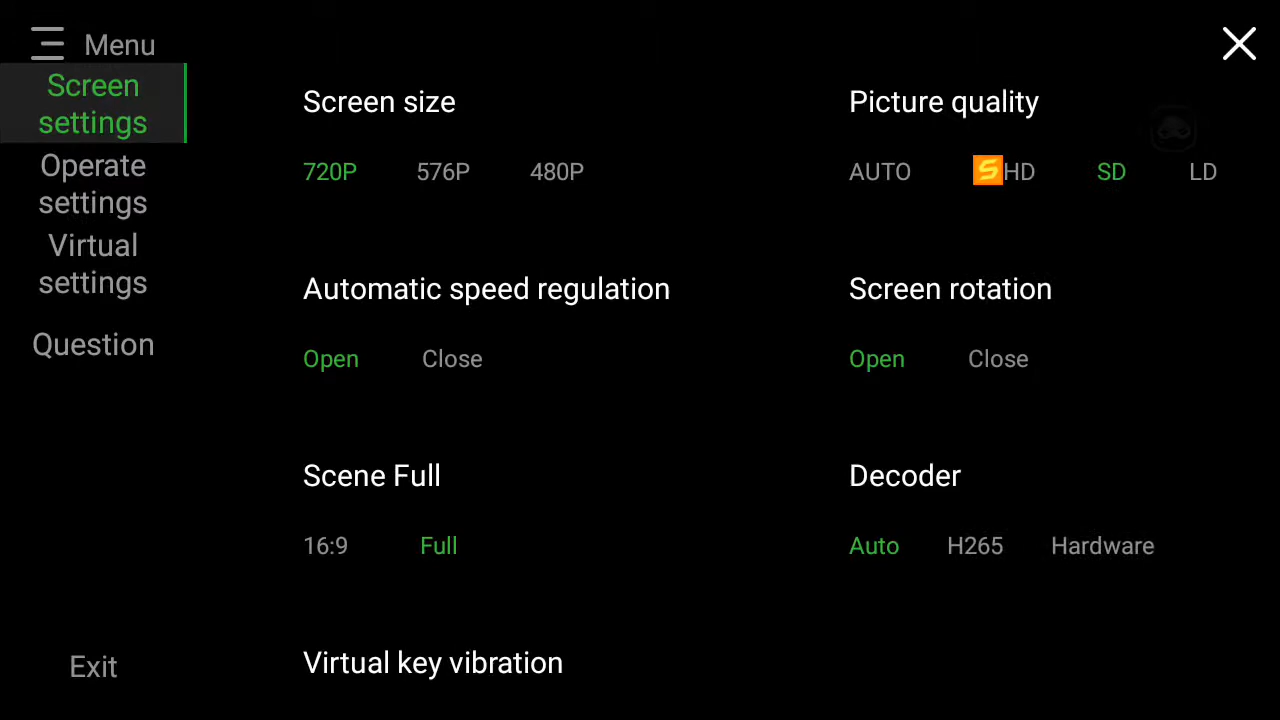 Menu
Screen
settings
Operate
settings
Virtual
settings
Question
Exit
Screen size
720P 576P 480P
Picture quality
AUTO SHD SD LD
Automatic speed regulation
Open Close
Screen rotation
Open Close
Scene Full
16:9 Full
Decoder
Auto H265 Hardware
Virtual key vibration